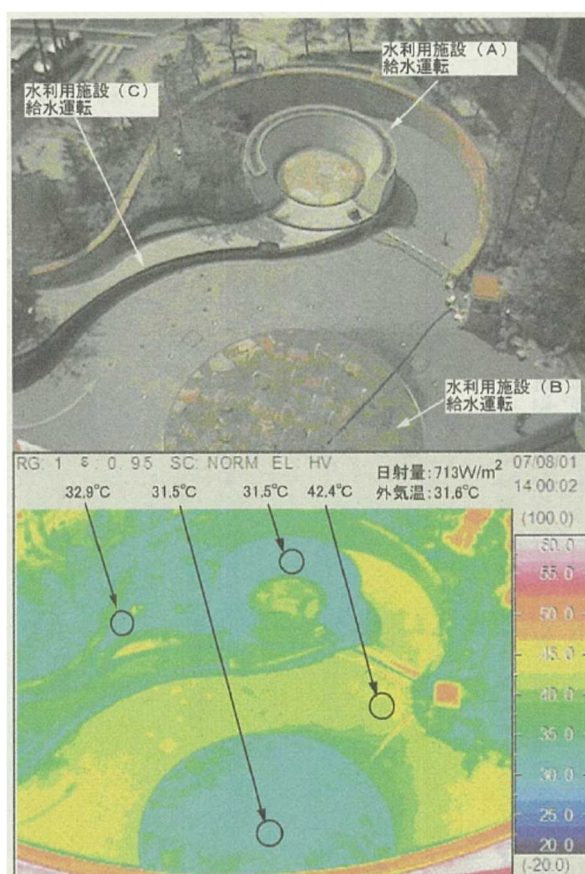 水利用施設（A）
給水運転
水利用施設（C）
給水運転
水利用施設（B）
給水運転
RG: 1 ε: 0.95 SC: NORM EL HV
日射量：713W/m²
07/08/01
外気温：31.6℃
14:00:02
32.9℃ 31.5℃ 31.5℃ 42.4℃
(100.0)
60.0
55.0
50.0
45.0
40.0
35.0
30.0
25.0
20.0
(-20.0)